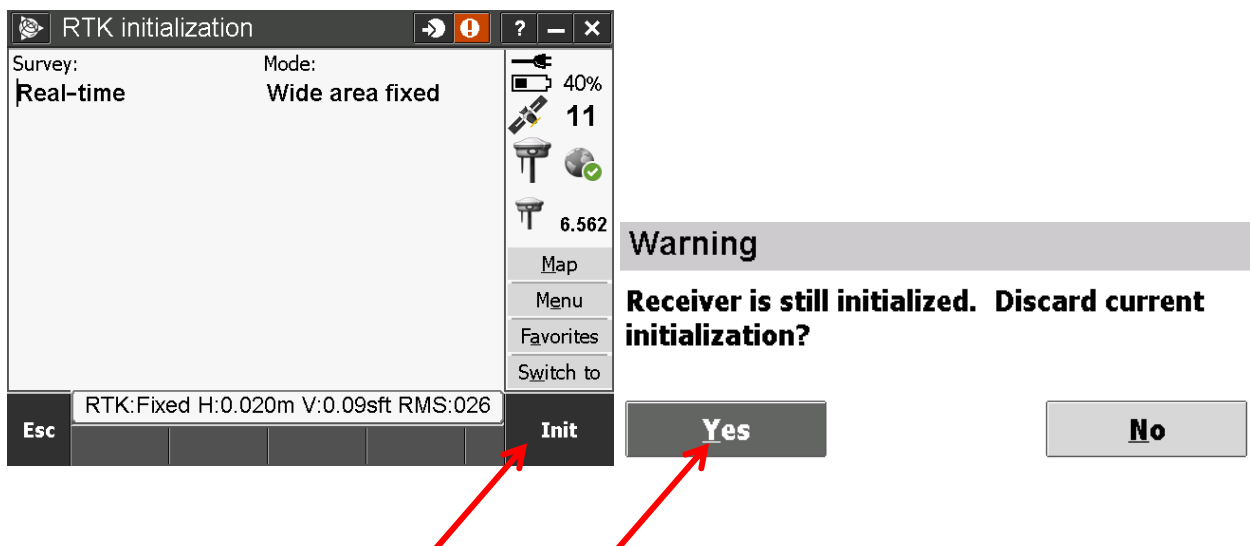 RTK initialization
? – ×
Survey: Mode:
Real-time Wide area fixed
40%
11
6.562
Map
Menu
Favorites
Switch to
RTK:Fixed H:0.020m V:0.09sft RMS:026
Esc
Init
Warning
Receiver is still initialized. Discard current
initialization?
Yes No